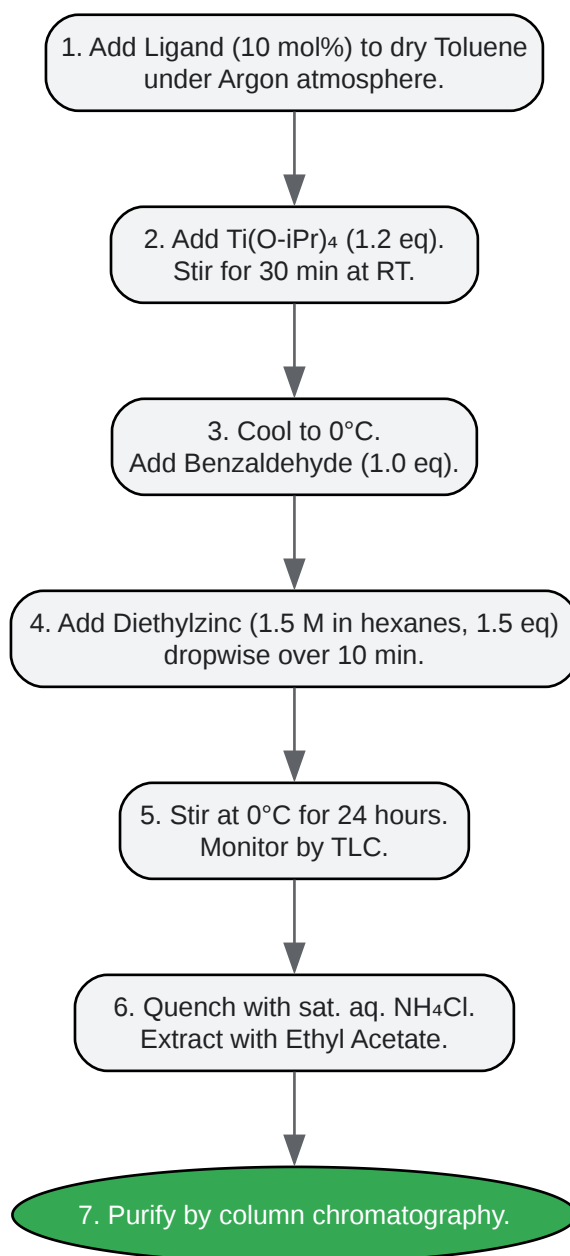 1. Add Ligand (10 mol%) to dry Toluene
under Argon atmosphere.
2. Add Ti(O-iPr)₄ (1.2 eq).
Stir for 30 min at RT.
3. Cool to 0°C.
Add Benzaldehyde (1.0 eq).
4. Add Diethylzinc (1.5 M in hexanes, 1.5 eq)
dropwise over 10 min.
5. Stir at 0°C for 24 hours.
Monitor by TLC.
6. Quench with sat. aq. NH₄Cl.
Extract with Ethyl Acetate.
7. Purify by column chromatography.